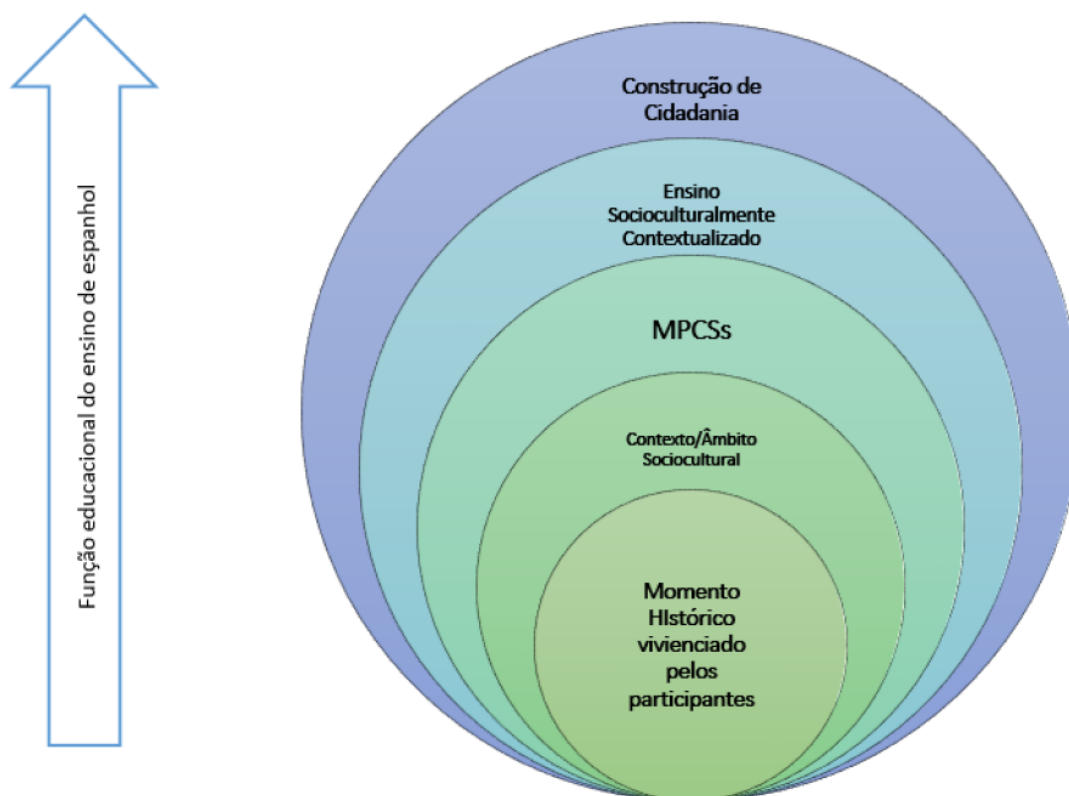 Função educacional do ensino de espanhol
Construção de
Cidadania
Ensino
Socioculturalmente
Contextualizado
MPCSs
Contexto/Âmbito
Sociocultural
Momento
HIstórico
vivienciado
pelos
participantes